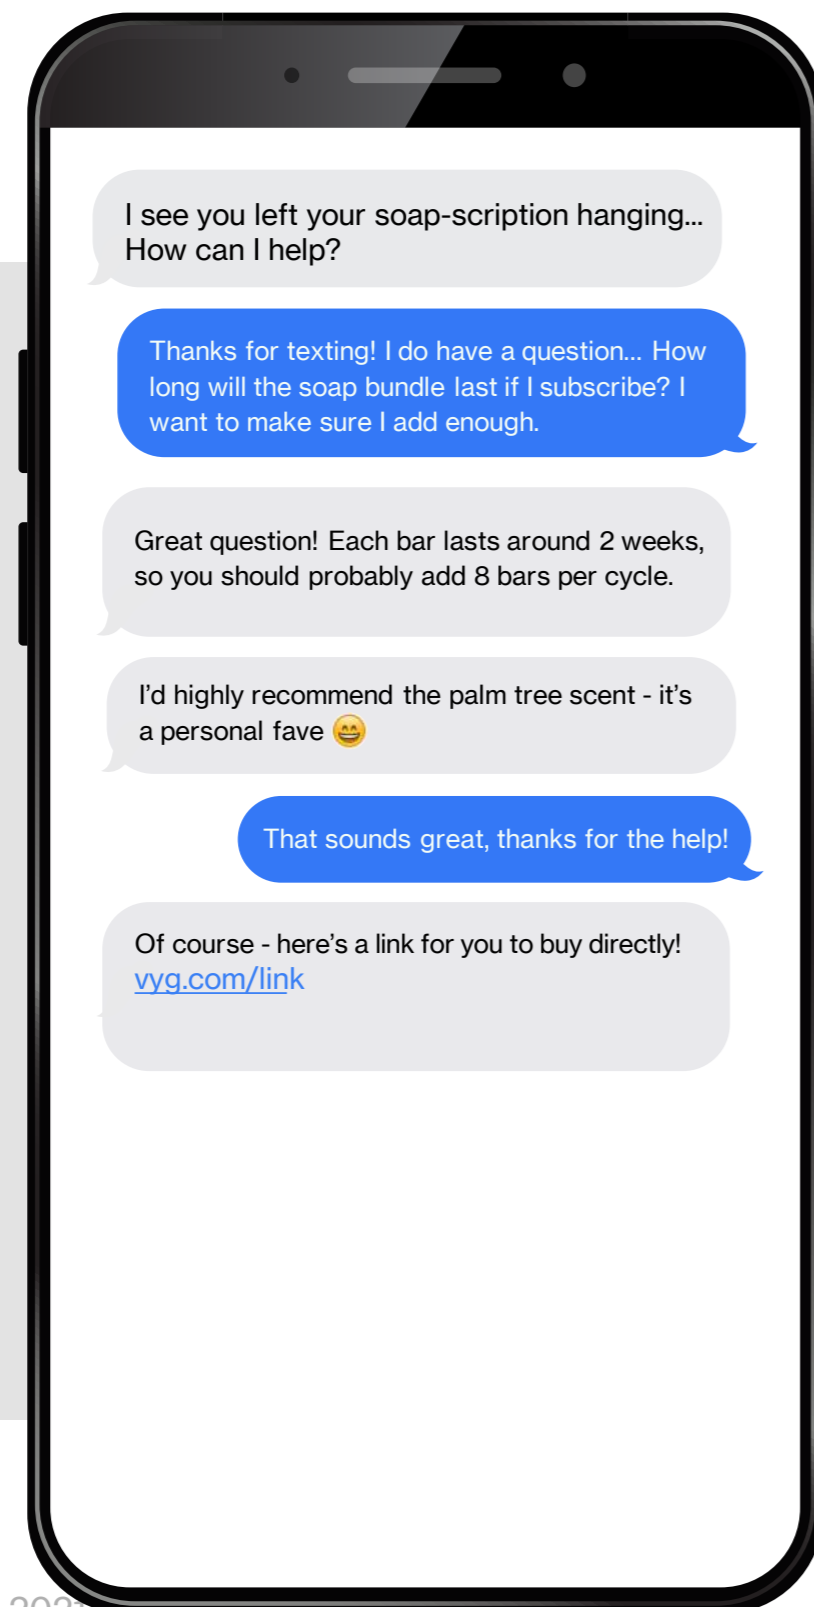 I see you left your soap-scription hanging...
How can I help?
Thanks for texting! I do have a question... How
long will the soap bundle last if I subscribe? I
want to make sure I add enough.
Great question! Each bar lasts around 2 weeks,
so you should probably add 8 bars per cycle.
I’d highly recommend the palm tree scent - it’s
a personal fave 😄
That sounds great, thanks for the help!
Of course - here’s a link for you to buy directly!
vyg.com/link